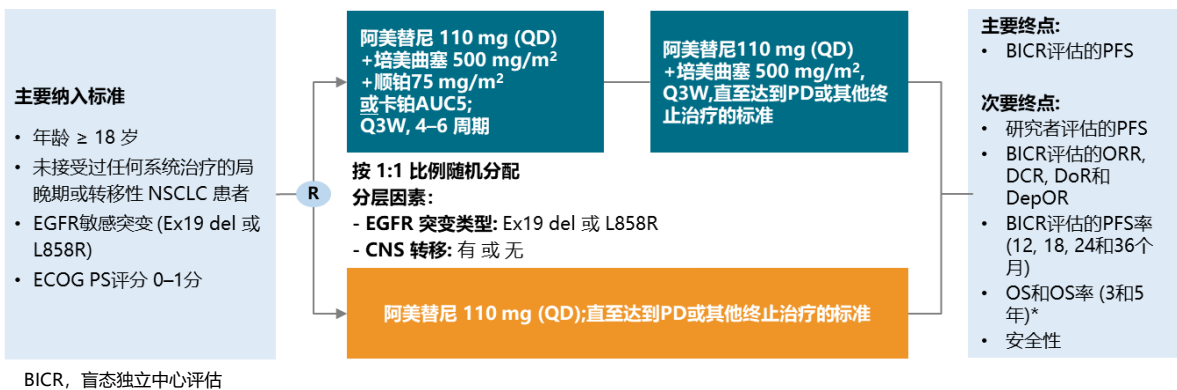 主要纳入标准
• 年龄 ≥ 18 岁
• 未接受过任何系统治疗的局
晚期或转移性 NSCLC 患者
• EGFR敏感突变 (Ex19 del 或
L858R)
• ECOG PS评分 0–1分
R
阿美替尼 110 mg (QD)
+培美曲塞 500 mg/m²
+顺铂75 mg/m²
或卡铂AUC5;
Q3W, 4–6 周期
阿美替尼110 mg (QD)
+培美曲塞 500 mg/m²,
Q3W,直至达到PD或其他终
止治疗的标准
按 1:1 比例随机分配
分层因素：
- EGFR 突变类型: Ex19 del 或 L858R
- CNS 转移: 有 或 无
阿美替尼 110 mg (QD);直至达到PD或其他终止治疗的标准
主要终点:
• BICR评估的PFS
次要终点:
• 研究者评估的PFS
• BICR评估的ORR,
DCR, DoR和
DepOR
• BICR评估的PFS率
(12, 18, 24和36个
月)
• OS和OS率 (3和5
年)*
• 安全性
BICR，盲态独立中心评估